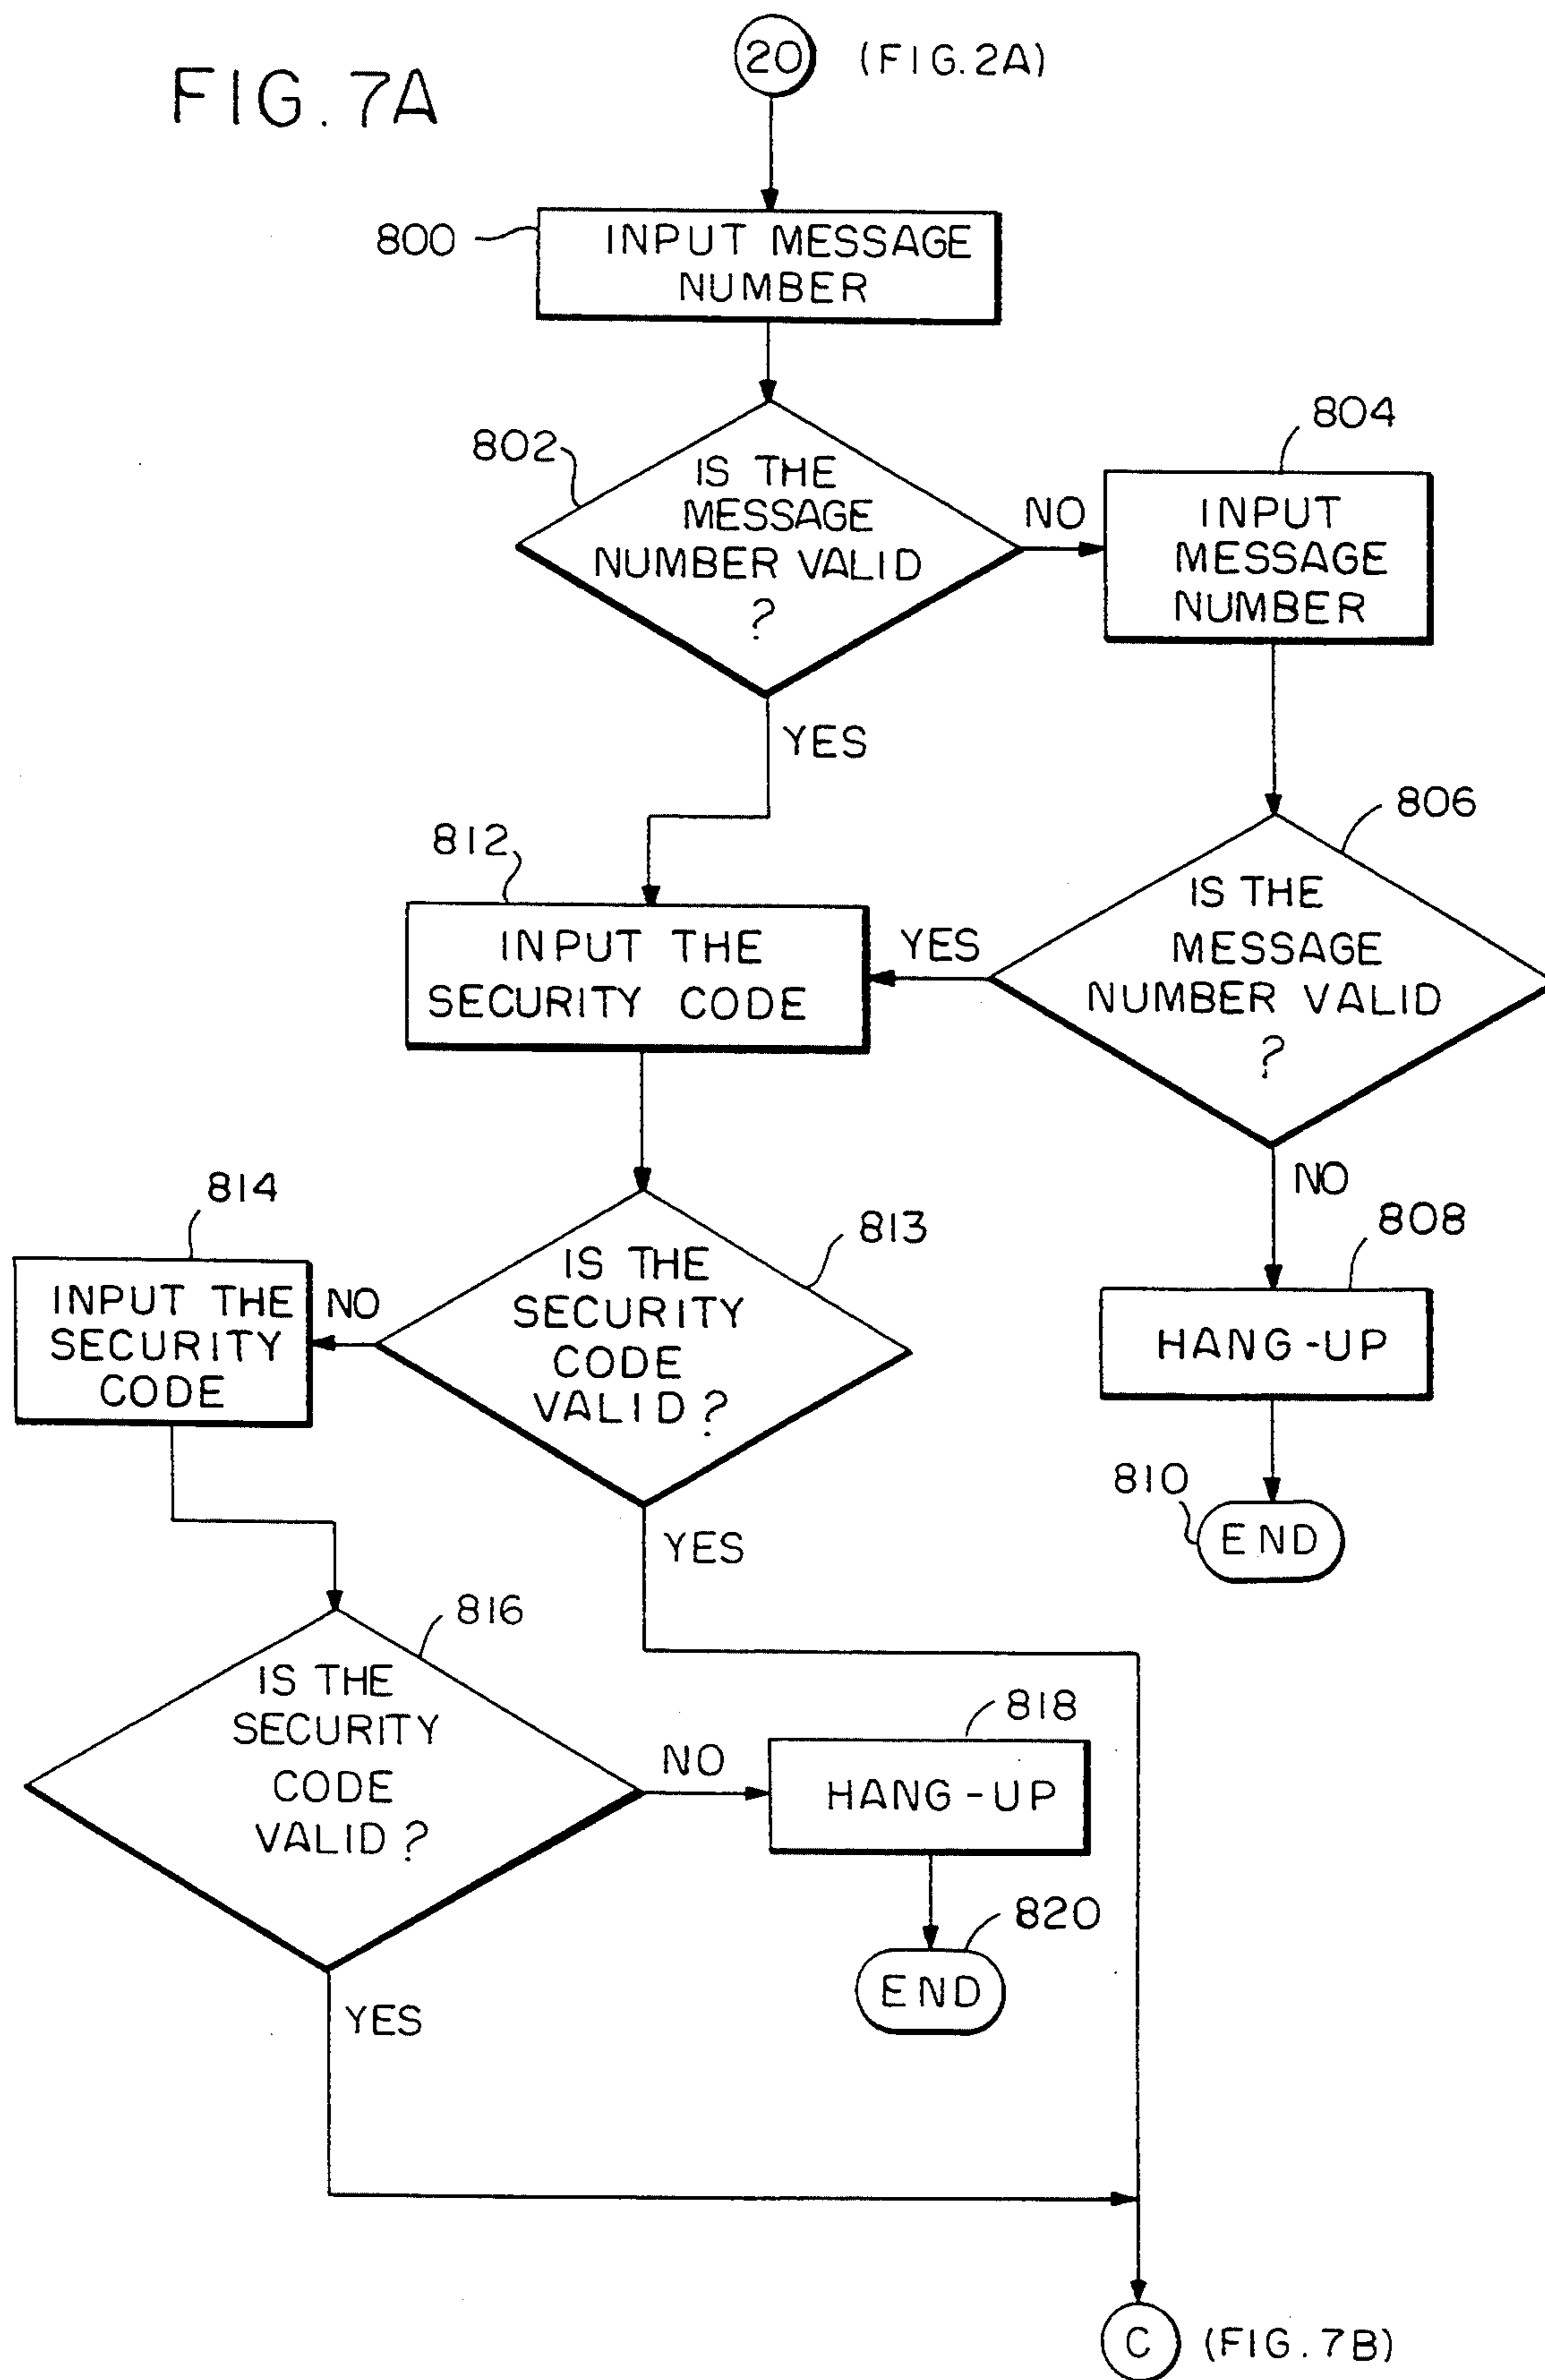 FIG. 7A
20 (FIG. 2A)
800
INPUT MESSAGE
NUMBER
802
IS THE
MESSAGE
NUMBER VALID
?
NO
804
INPUT
MESSAGE
NUMBER
YES
806
IS THE
MESSAGE
NUMBER VALID
?
YES
812
INPUT THE
SECURITY CODE
NO
808
HANG-UP
810
END
813
IS THE
SECURITY
CODE
VALID?
NO
814
INPUT THE
SECURITY
CODE
YES
816
IS THE
SECURITY
CODE
VALID?
NO
818
HANG-UP
820
END
YES
C (FIG. 7B)